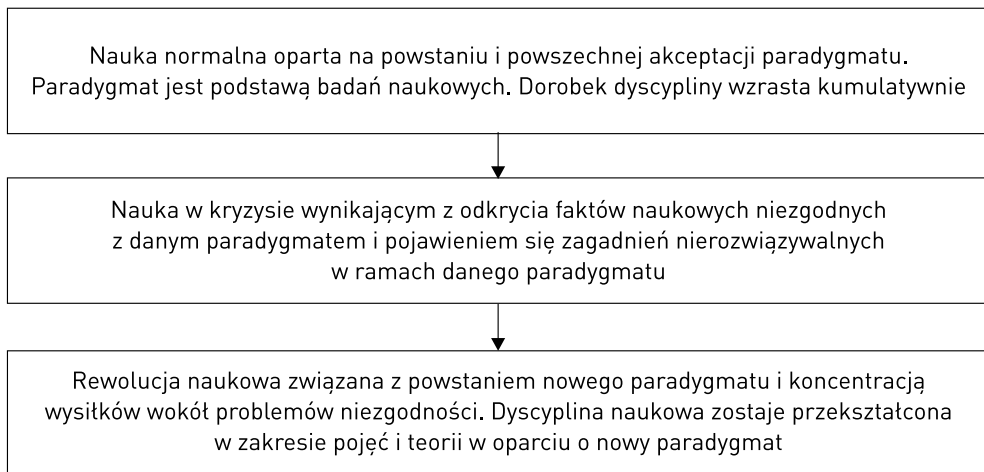 Nauka normalna oparta na powstaniu i powszechnej akceptacji paradygmatu.
Paradygmat jest podstawą badań naukowych. Dorobek dyscypliny wzrasta kumulatywnie
Nauka w kryzysie wynikającym z odkrycia faktów naukowych niezgodnych
z danym paradygmatem i pojawieniem się zagadnień nierozwiązywalnych
w ramach danego paradygmatu
Rewolucja naukowa związana z powstaniem nowego paradygmatu i koncentracją
wysiłków wokół problemów niezgodności. Dyscyplina naukowa zostaje przekształcona
w zakresie pojęć i teorii w oparciu o nowy paradygmat